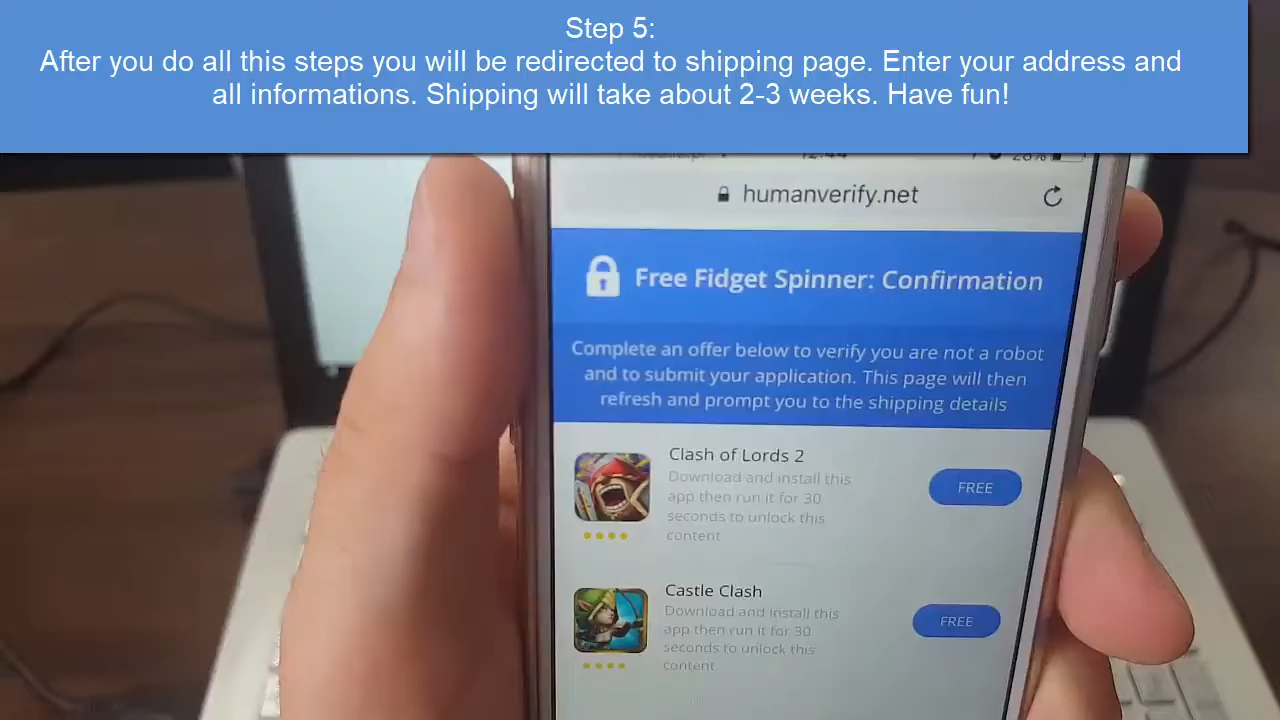 Step 5:
After you do all this steps you will be redirected to shipping page. Enter your address and
all informations. Shipping will take about 2-3 weeks. Have fun!
humanverify.net
Free Fidget Spinner: Confirmation
Complete an offer below to verify you are not a robot
and to submit your application. This page will then
refresh and prompt you to the shipping details
Clash of Lords 2
Download and install this
app then run it for 30
seconds to unlock this
content
FREE
Castle Clash
Download and install this
app then run it for 30
seconds to unlock this
content.
FREE